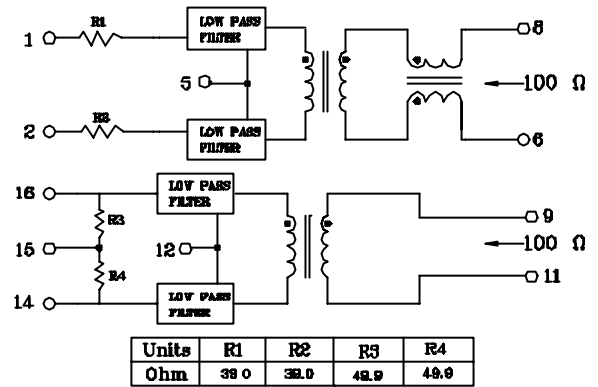 1
R1
LOW PASS
FILTER
8
5
100 Ω
2
R2
LOW PASS
FILTER
6
16
LOW PASS
FILTER
R3
9
15
12
100 Ω
R4
11
14
LOW PASS
FILTER
Units R1 R2 R3 R4
Ohm 39.0 39.0 49.9 49.9